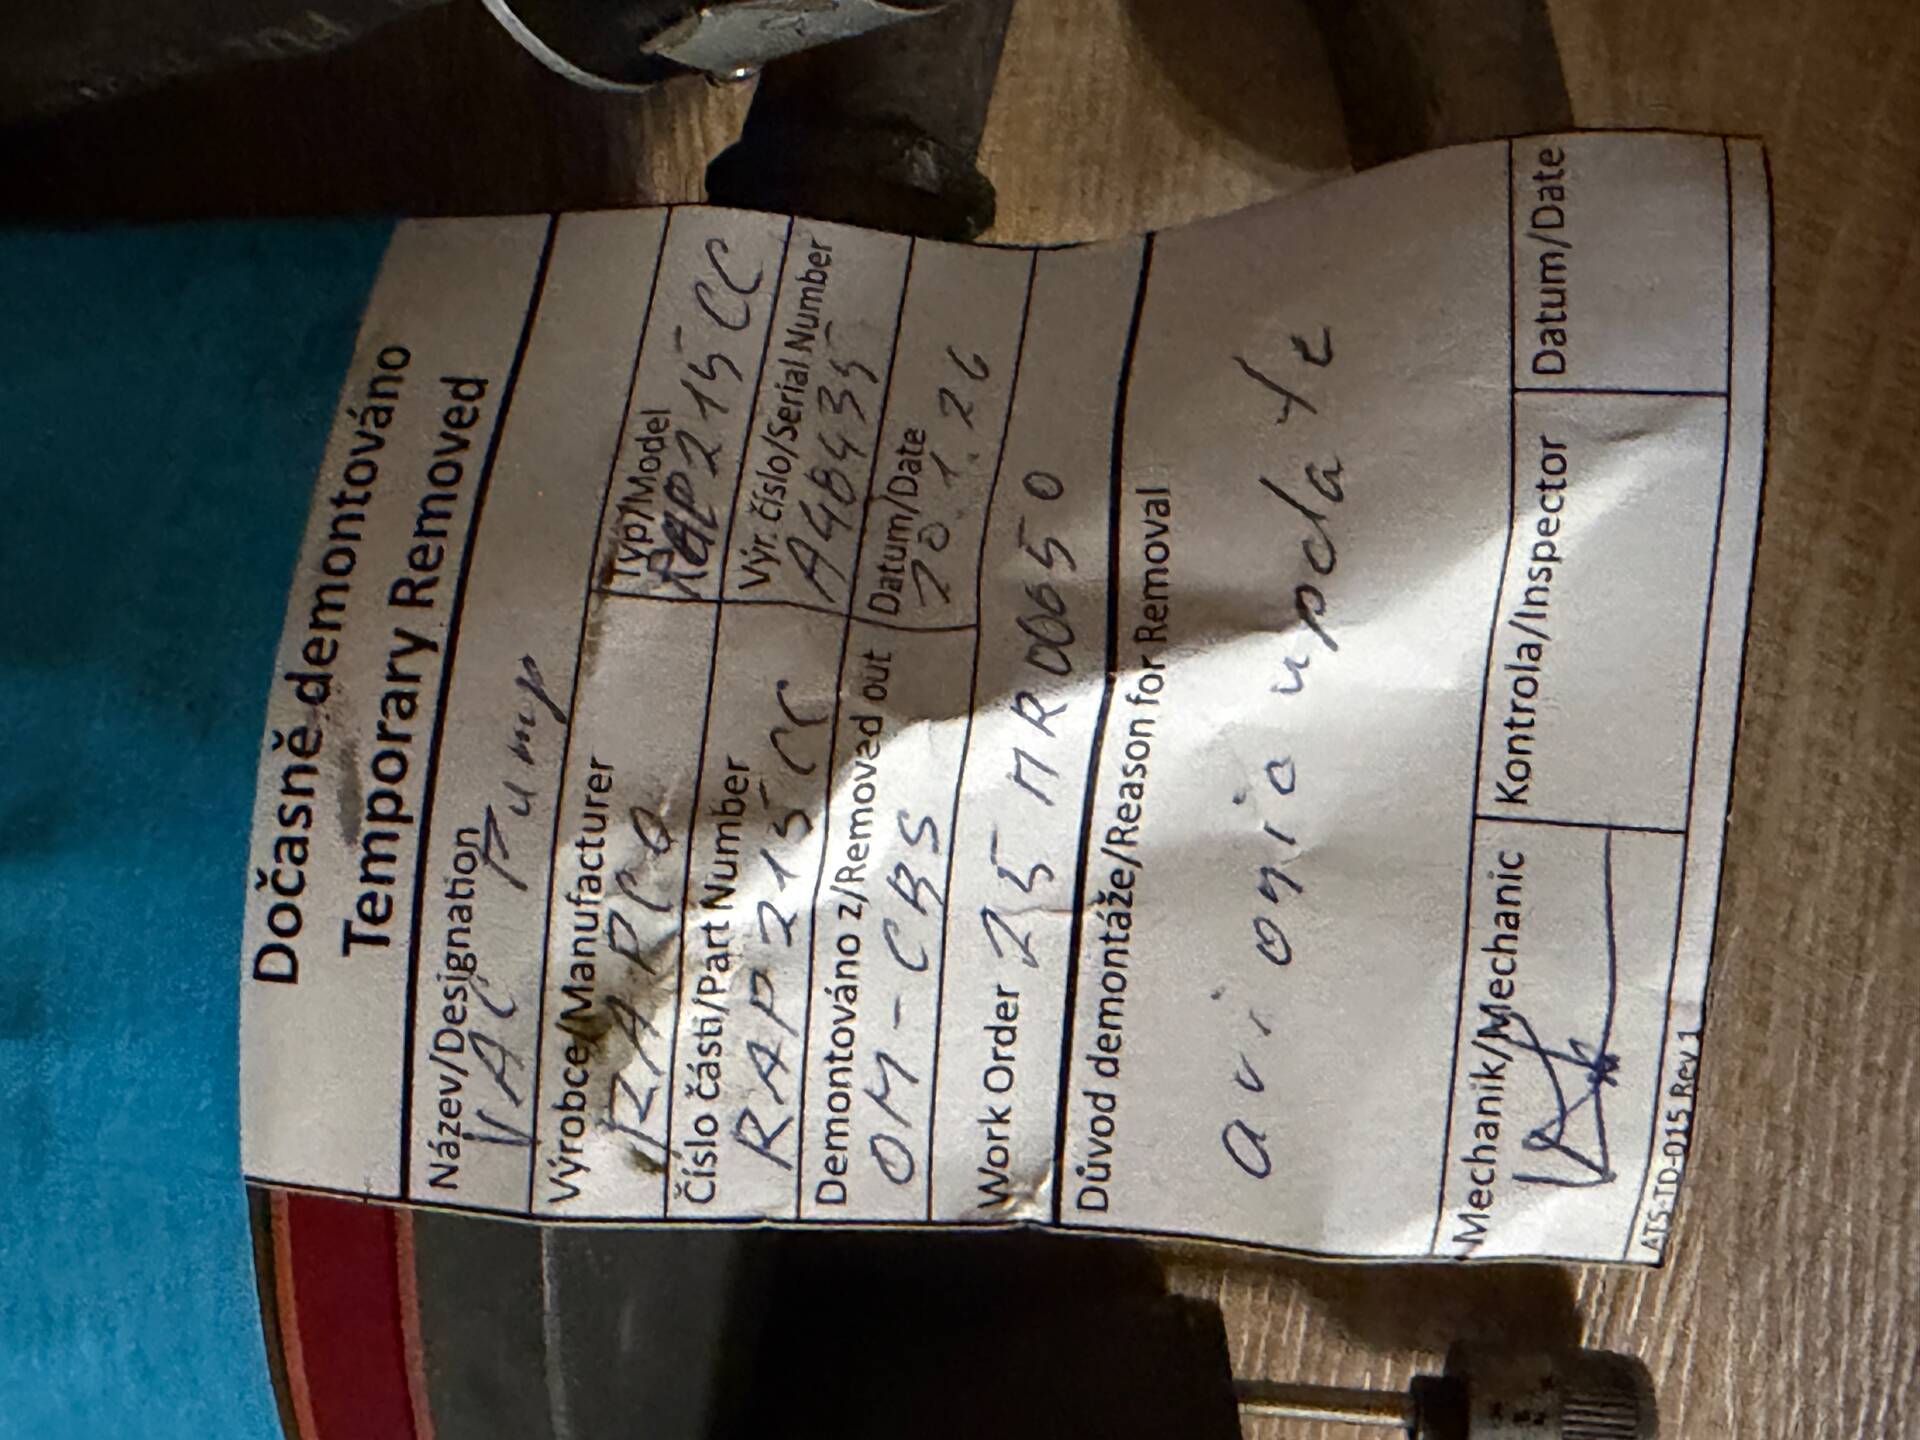 Dočasně demontováno
Temporary Removed
Název/Designation
VAC Pump
Výrobce/Manufacturer Typ/Model
RAPCO RAP215CC
Číslo části/Part Number Výr. číslo/Serial Number
RAP215CC A48435
Demontováno z/Removed out Datum/Date
OM-CBS 20.1.26
Work Order 25MR00650
Důvod demontáže/Reason for Removal
avionic update
Mechanik/Mechanic Kontrola/Inspector Datum/Date
ATS-TD-015 Rev 1